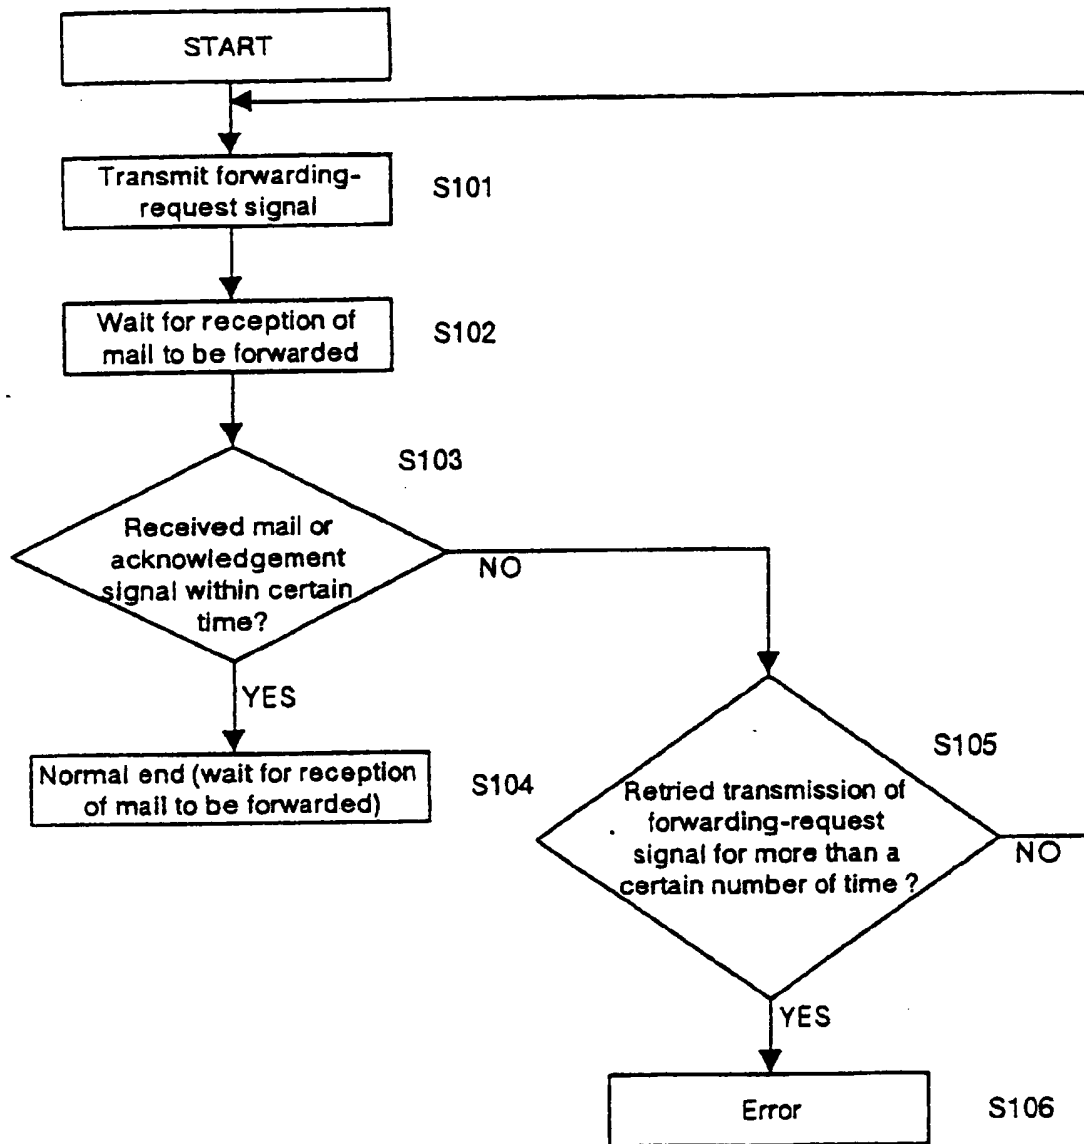 START
Transmit forwarding-
request signal
S101
Wait for reception of
mail to be forwarded
S102
S103
Received mail or
acknowledgement
signal within certain
time?
NO
YES
Normal end (wait for reception
of mail to be forwarded)
S104
S105
Retried transmission of
forwarding-request
signal for more than a
certain number of time ?
NO
YES
Error
S106